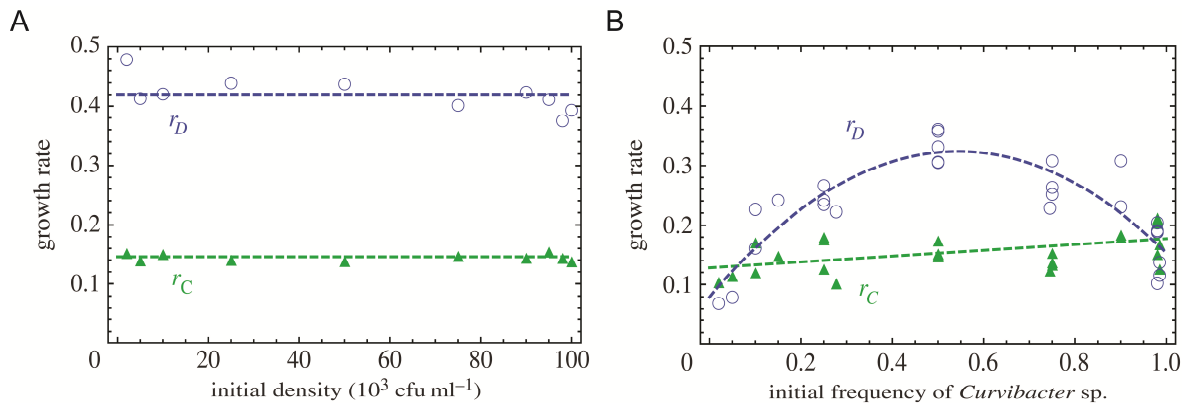 A
growth rate
0.5
0.4
0.3
0.2
0.1
0
r_D
r_C
0 20 40 60 80 100
initial density (10³ cfu ml⁻¹)
B
growth rate
0.5
0.4
0.3
0.2
0.1
0
r_D
r_C
0.2 0.4 0.6 0.8 1.0
initial frequency of Curvibacter sp.